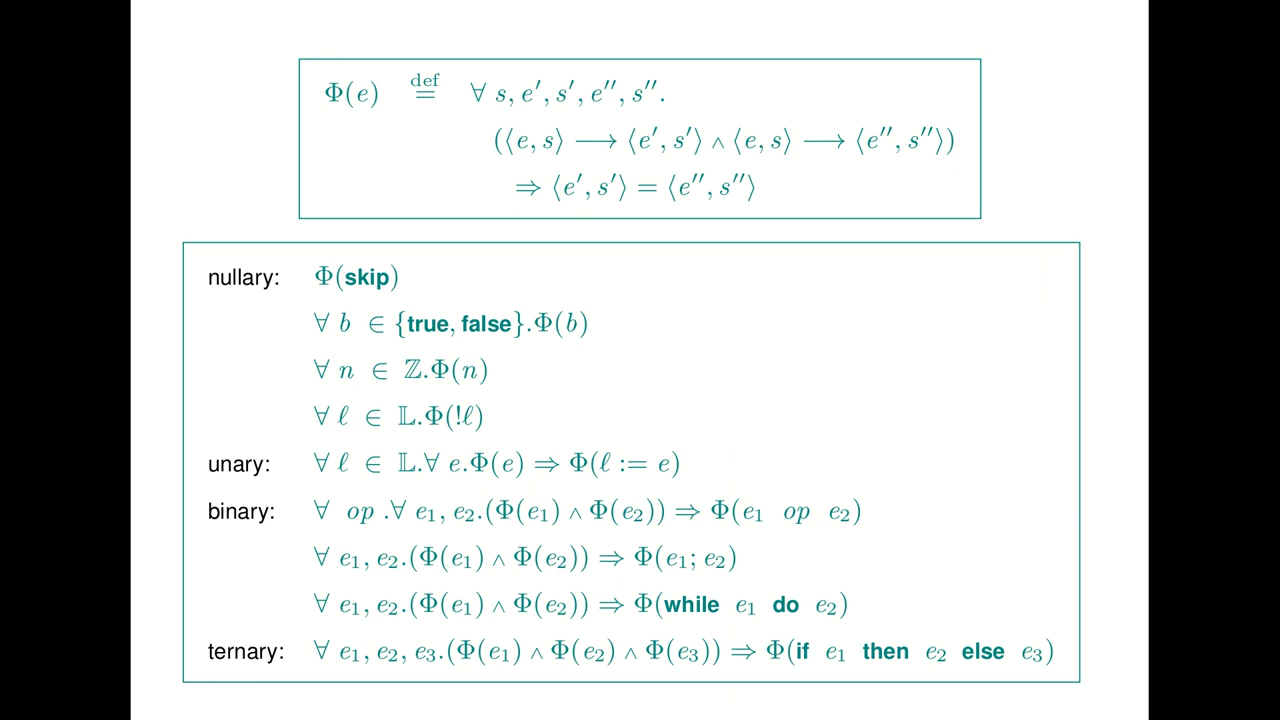 Φ(e) def= ∀ s, e′, s′, e″, s″.
(⟨e, s⟩ ⟶ ⟨e′, s′⟩ ∧ ⟨e, s⟩ ⟶ ⟨e″, s″⟩)
⇒ ⟨e′, s′⟩ = ⟨e″, s″⟩
nullary: Φ(skip)
∀ b ∈ {true, false}.Φ(b)
∀ n ∈ ℤ.Φ(n)
∀ ℓ ∈ 𝕃.Φ(!ℓ)
unary: ∀ ℓ ∈ 𝕃.∀ e.Φ(e) ⇒ Φ(ℓ := e)
binary: ∀ op .∀ e₁, e₂.(Φ(e₁) ∧ Φ(e₂)) ⇒ Φ(e₁ op e₂)
∀ e₁, e₂.(Φ(e₁) ∧ Φ(e₂)) ⇒ Φ(e₁; e₂)
∀ e₁, e₂.(Φ(e₁) ∧ Φ(e₂)) ⇒ Φ(while e₁ do e₂)
ternary: ∀ e₁, e₂, e₃.(Φ(e₁) ∧ Φ(e₂) ∧ Φ(e₃)) ⇒ Φ(if e₁ then e₂ else e₃)